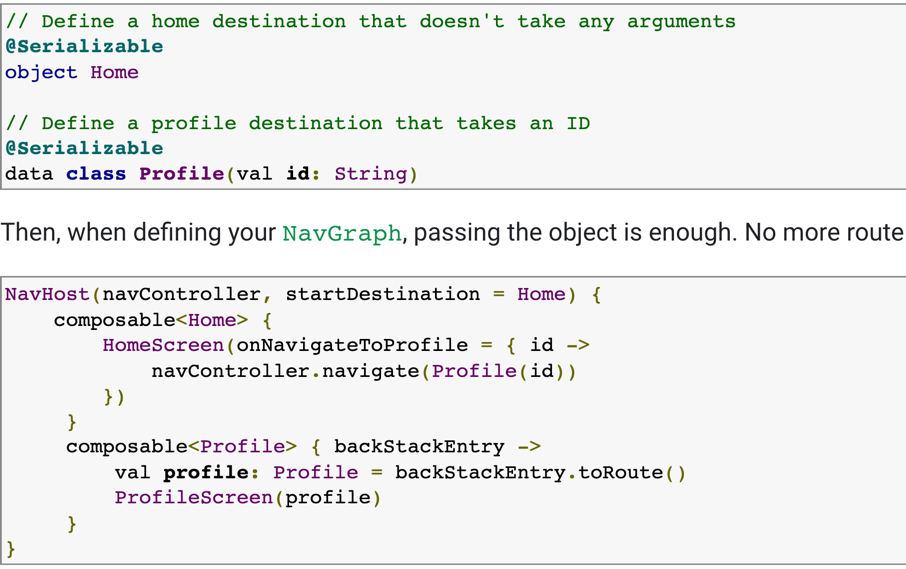 // Define a home destination that doesn't take any arguments
@Serializable
object Home
// Define a profile destination that takes an ID
@Serializable
data class Profile(val id: String)
Then, when defining your NavGraph, passing the object is enough. No more route
NavHost(navController, startDestination = Home) {
    composable<Home> {
        HomeScreen(onNavigateToProfile = { id ->
            navController.navigate(Profile(id))
        })
     }
     composable<Profile> { backStackEntry ->
         val profile: Profile = backStackEntry.toRoute()
         ProfileScreen(profile)
     }
}